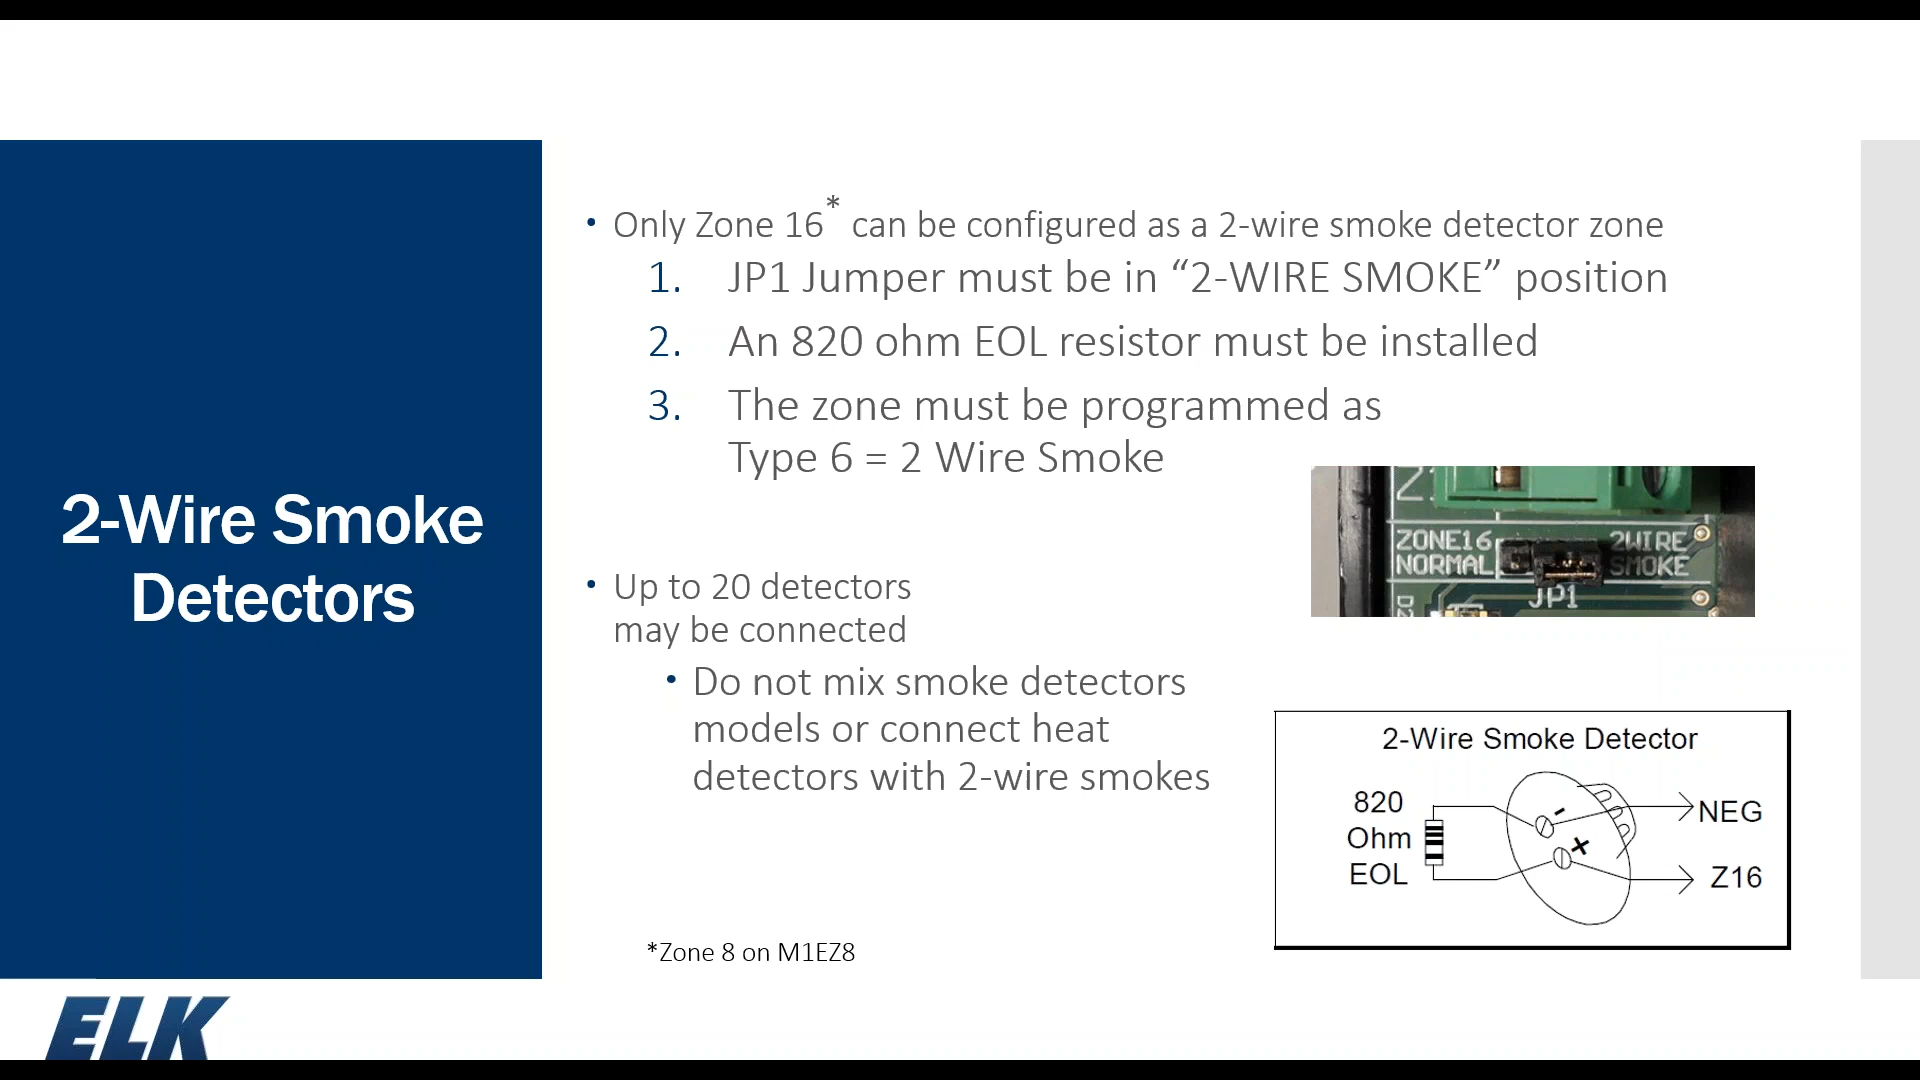 2-Wire Smoke
Detectors
• Only Zone 16* can be configured as a 2-wire smoke detector zone
1. JP1 Jumper must be in “2-WIRE SMOKE” position
2. An 820 ohm EOL resistor must be installed
3. The zone must be programmed as
Type 6 = 2 Wire Smoke
ZONE16
NORMAL
2WIRE
SMOKE
JP1
• Up to 20 detectors
may be connected
• Do not mix smoke detectors
models or connect heat
detectors with 2-wire smokes
2-Wire Smoke Detector
820
Ohm
EOL
-
+
NEG
Z16
*Zone 8 on M1EZ8
ELK